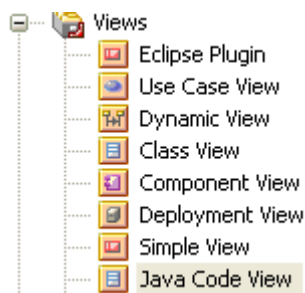 Views
Eclipse Plugin
Use Case View
Dynamic View
Class View
Component View
Deployment View
Simple View
Java Code View